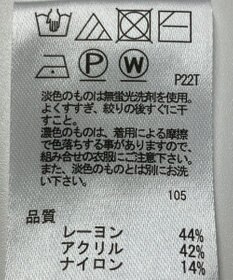 P W
P22T
淡色のものは無蛍光洗剤を使用。
よくすすぎ、絞りの後すぐに干
すこと。
濃色のものは、着用による摩擦
で色落ちする事がありますので、
組み合せの衣服にご注意下さい。
また、淡色のものとは別にお洗
い下さい。
105
品質
レーヨン 44%
アクリル 42%
ナイロン 14%